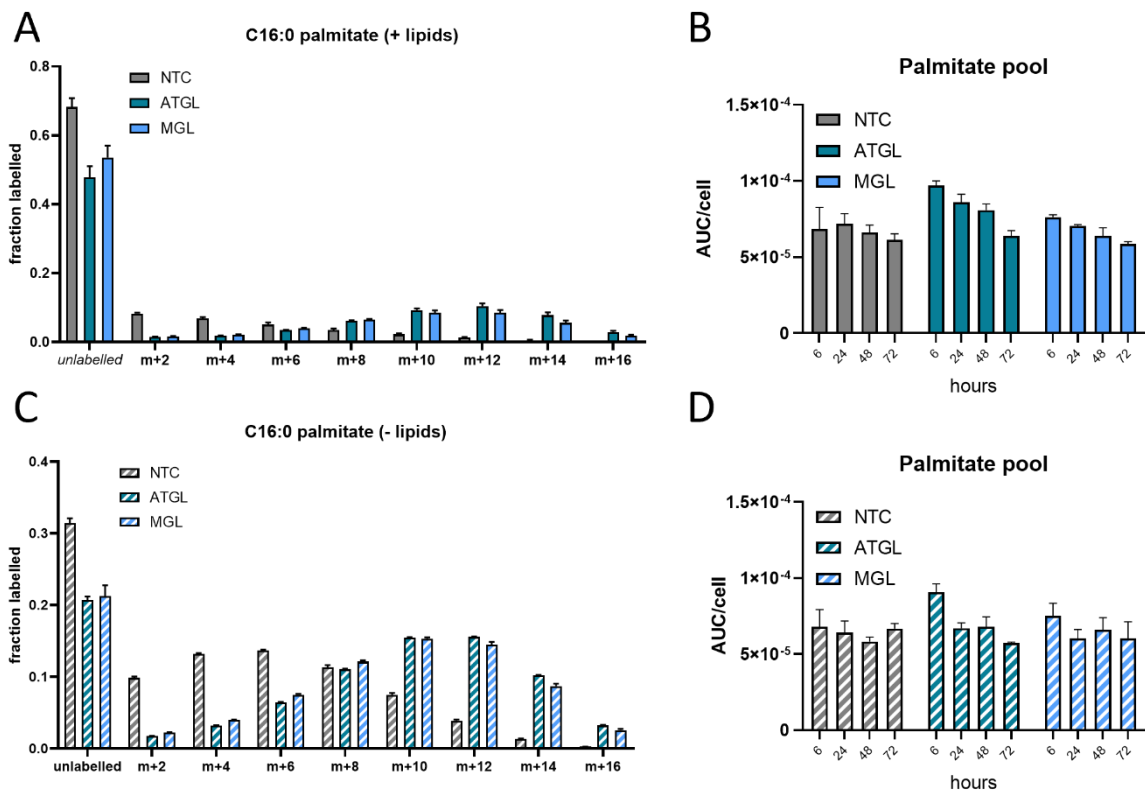 A
C16:0 palmitate (+ lipids)
fraction labelled
0.8
0.6
0.4
0.2
0.0
NTC
ATGL
MGL
unlabelled
m+2
m+4
m+6
m+8
m+10
m+12
m+14
m+16
B
Palmitate pool
AUC/cell
1.5×10⁻⁴
1×10⁻⁴
5×10⁻⁵
0
NTC
ATGL
MGL
6 24 48 72 6 24 48 72 6 24 48 72
hours
C
C16:0 palmitate (- lipids)
fraction labelled
0.4
0.3
0.2
0.1
0.0
NTC
ATGL
MGL
unlabelled
m+2
m+4
m+6
m+8
m+10
m+12
m+14
m+16
D
Palmitate pool
AUC/cell
1.5×10⁻⁴
1×10⁻⁴
5×10⁻⁵
0
NTC
ATGL
MGL
6 24 48 72 6 24 48 72 6 24 48 72
hours